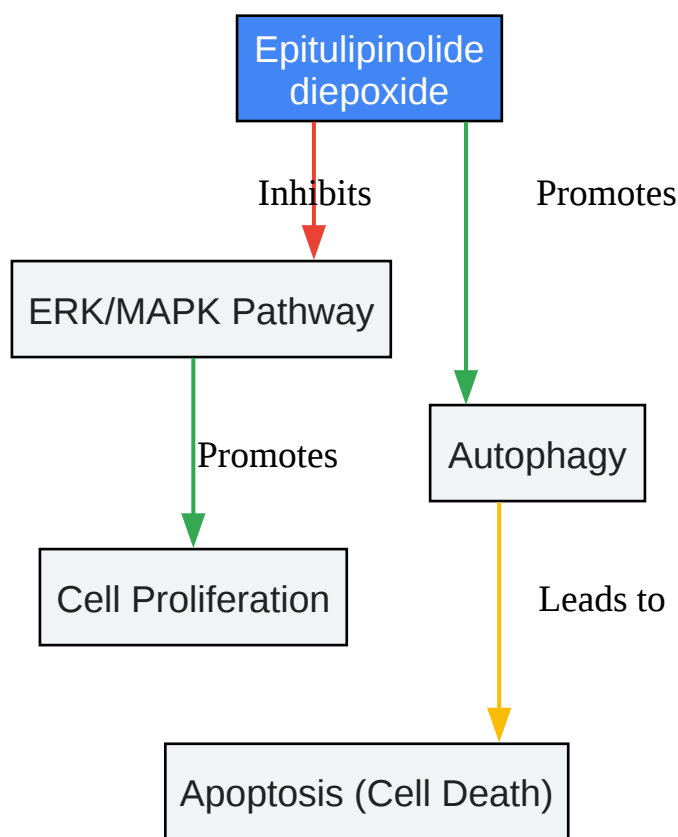 Epitulipinolide
diepoxide
Inhibits
Promotes
ERK/MAPK Pathway
Promotes
Autophagy
Cell Proliferation
Leads to
Apoptosis (Cell Death)